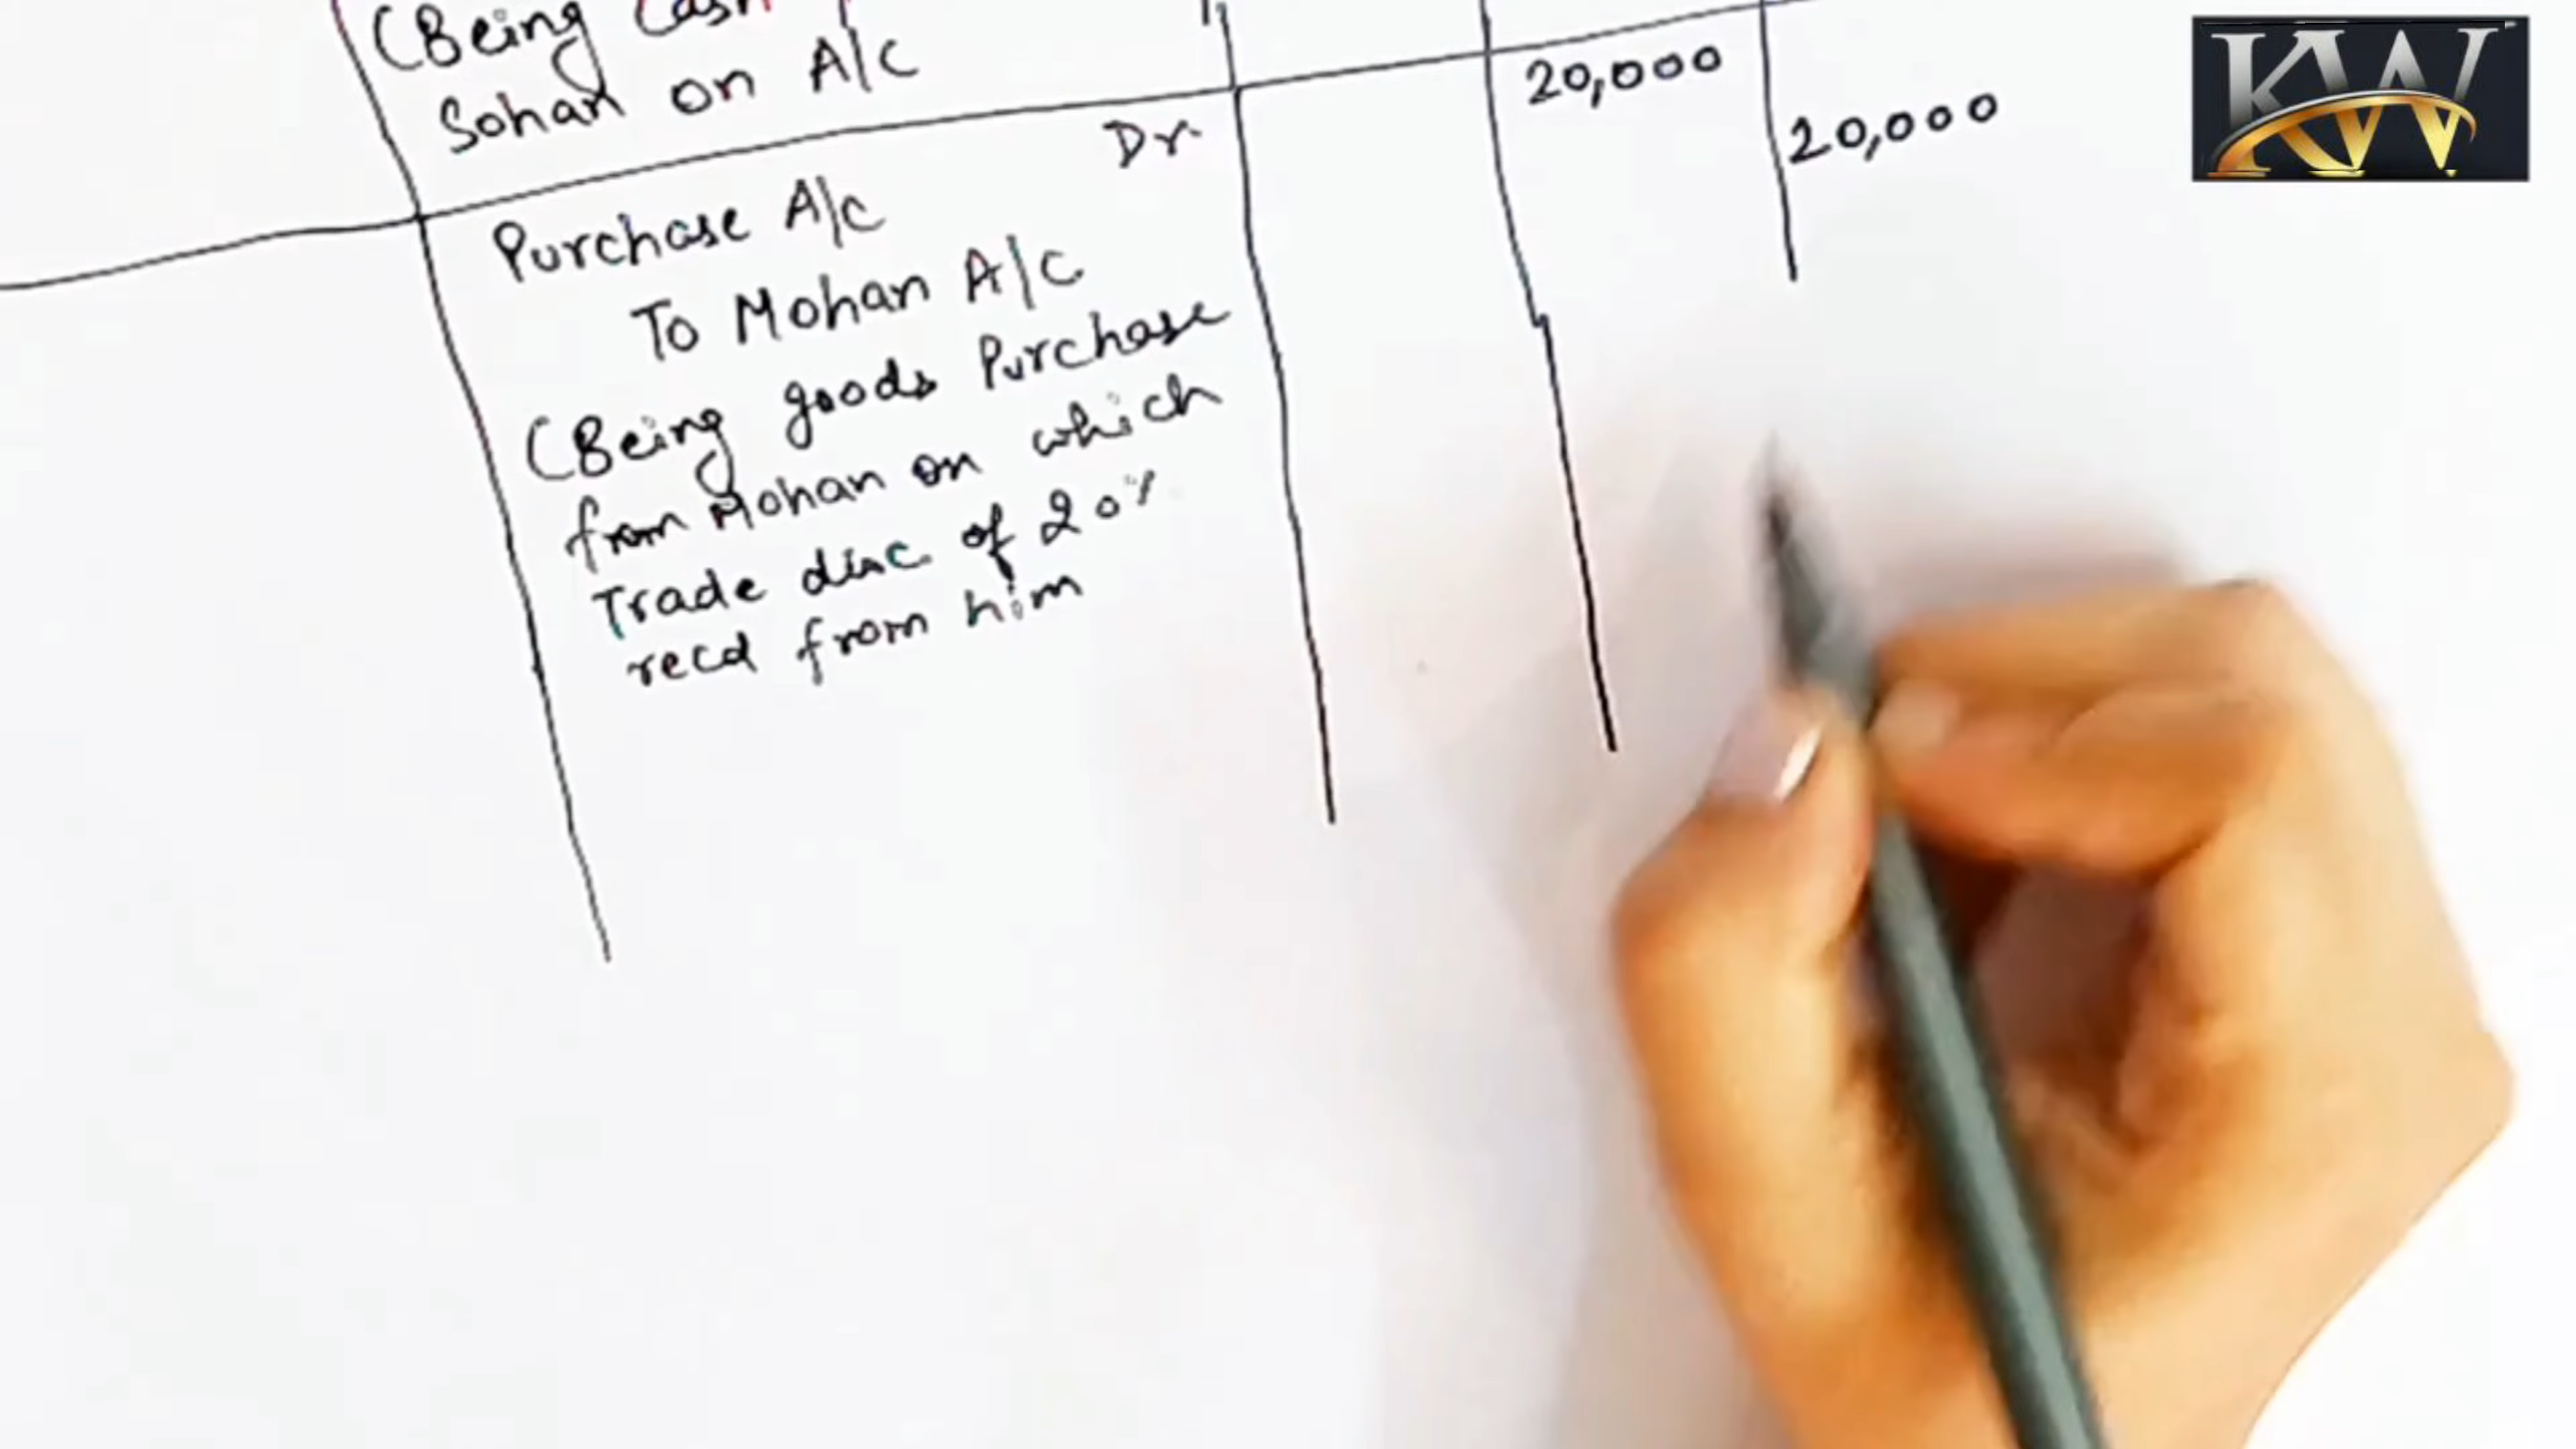 (Being Cash
Sohan on A/c
Purchase A/c Dr. 20,000
To Mohan A/c 20,000
(Being goods Purchase
from Mohan on which
Trade disc. of 20%
recd from him
KW